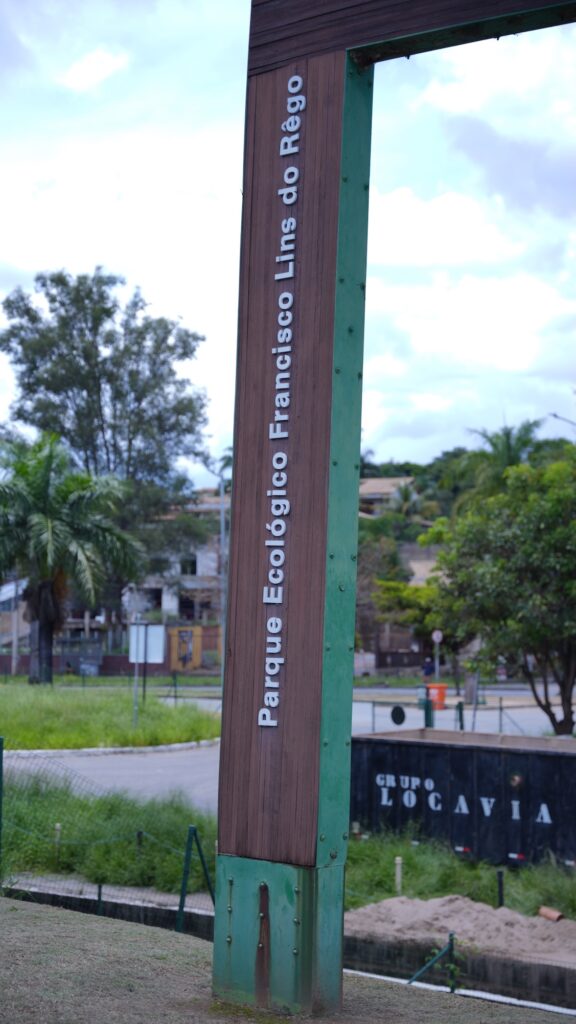 Parque Ecológico Francisco Lins do Rêgo
GRUPO
LOCAVIA